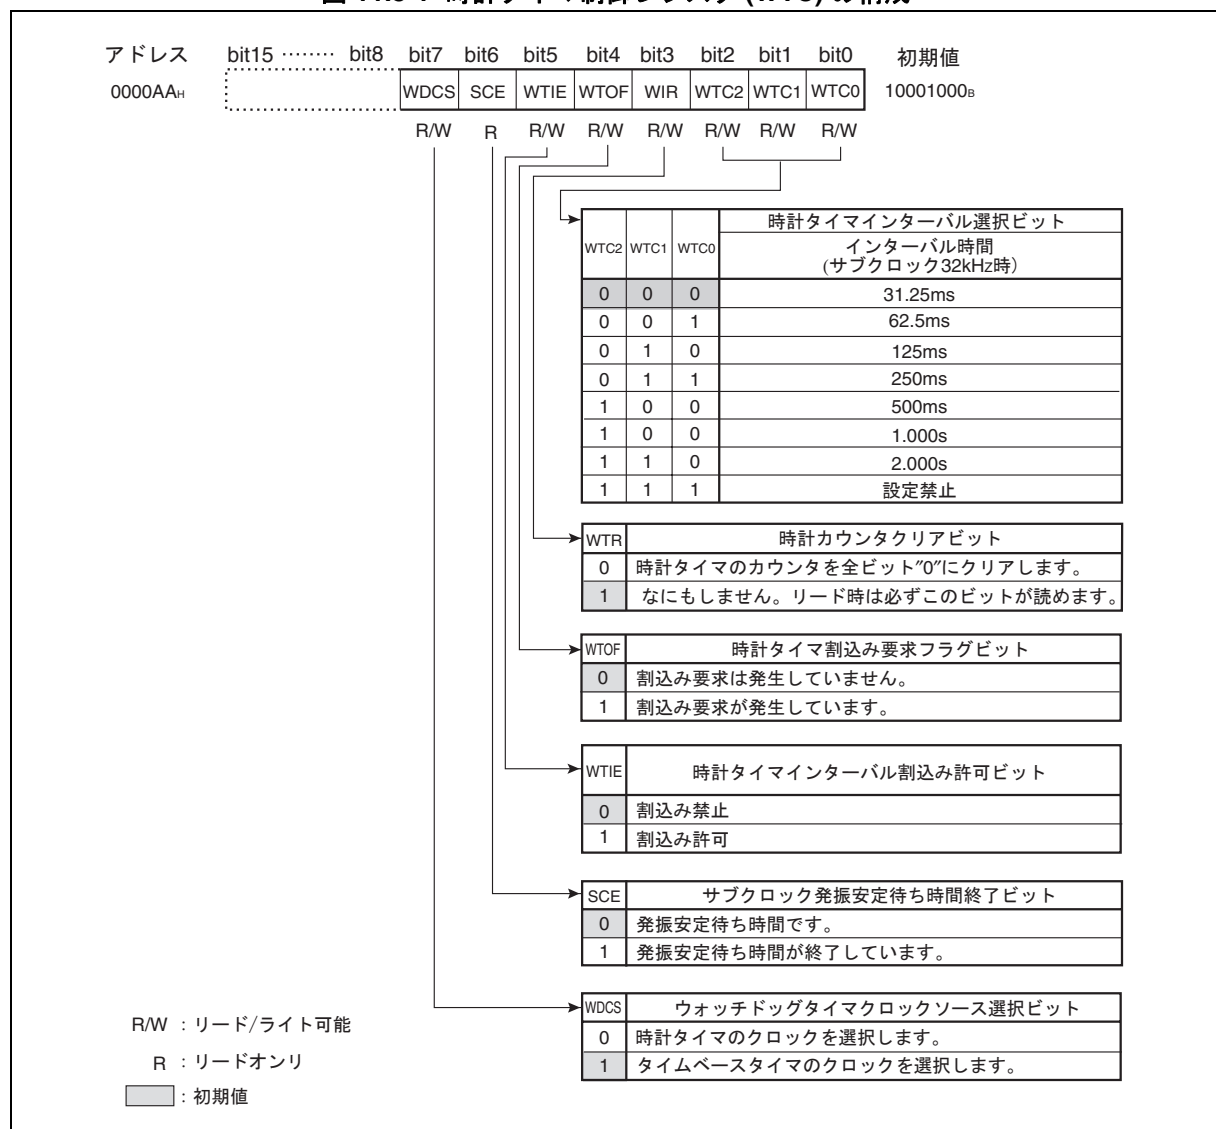 アドレス bit15 ········ bit8 bit7 bit6 bit5 bit4 bit3 bit2 bit1 bit0 初期値
0000AAH WDCS SCE WTIE WTOF WIR WTC2 WTC1 WTC0 10001000B
R/W R R/W R/W R/W R/W R/W R/W
時計タイマインターバル選択ビット
WTC2 WTC1 WTC0 インターバル時間
(サブクロック32kHz時)
0 0 0 31.25ms
0 0 1 62.5ms
0 1 0 125ms
0 1 1 250ms
1 0 0 500ms
1 0 0 1.000s
1 1 0 2.000s
1 1 1 設定禁止
WTR 時計カウンタクリアビット
0 時計タイマのカウンタを全ビット″0″にクリアします。
1 なにもしません。リード時は必ずこのビットが読めます。
WTOF 時計タイマ割込み要求フラグビット
0 割込み要求は発生していません。
1 割込み要求が発生しています。
WTIE 時計タイマインターバル割込み許可ビット
0 割込み禁止
1 割込み許可
SCE サブクロック発振安定待ち時間終了ビット
0 発振安定待ち時間です。
1 発振安定待ち時間が終了しています。
WDCS ウォッチドッグタイマクロックソース選択ビット
0 時計タイマのクロックを選択します。
1 タイムベースタイマのクロックを選択します。
R/W : リード/ライト可能
R : リードオンリ
: 初期値